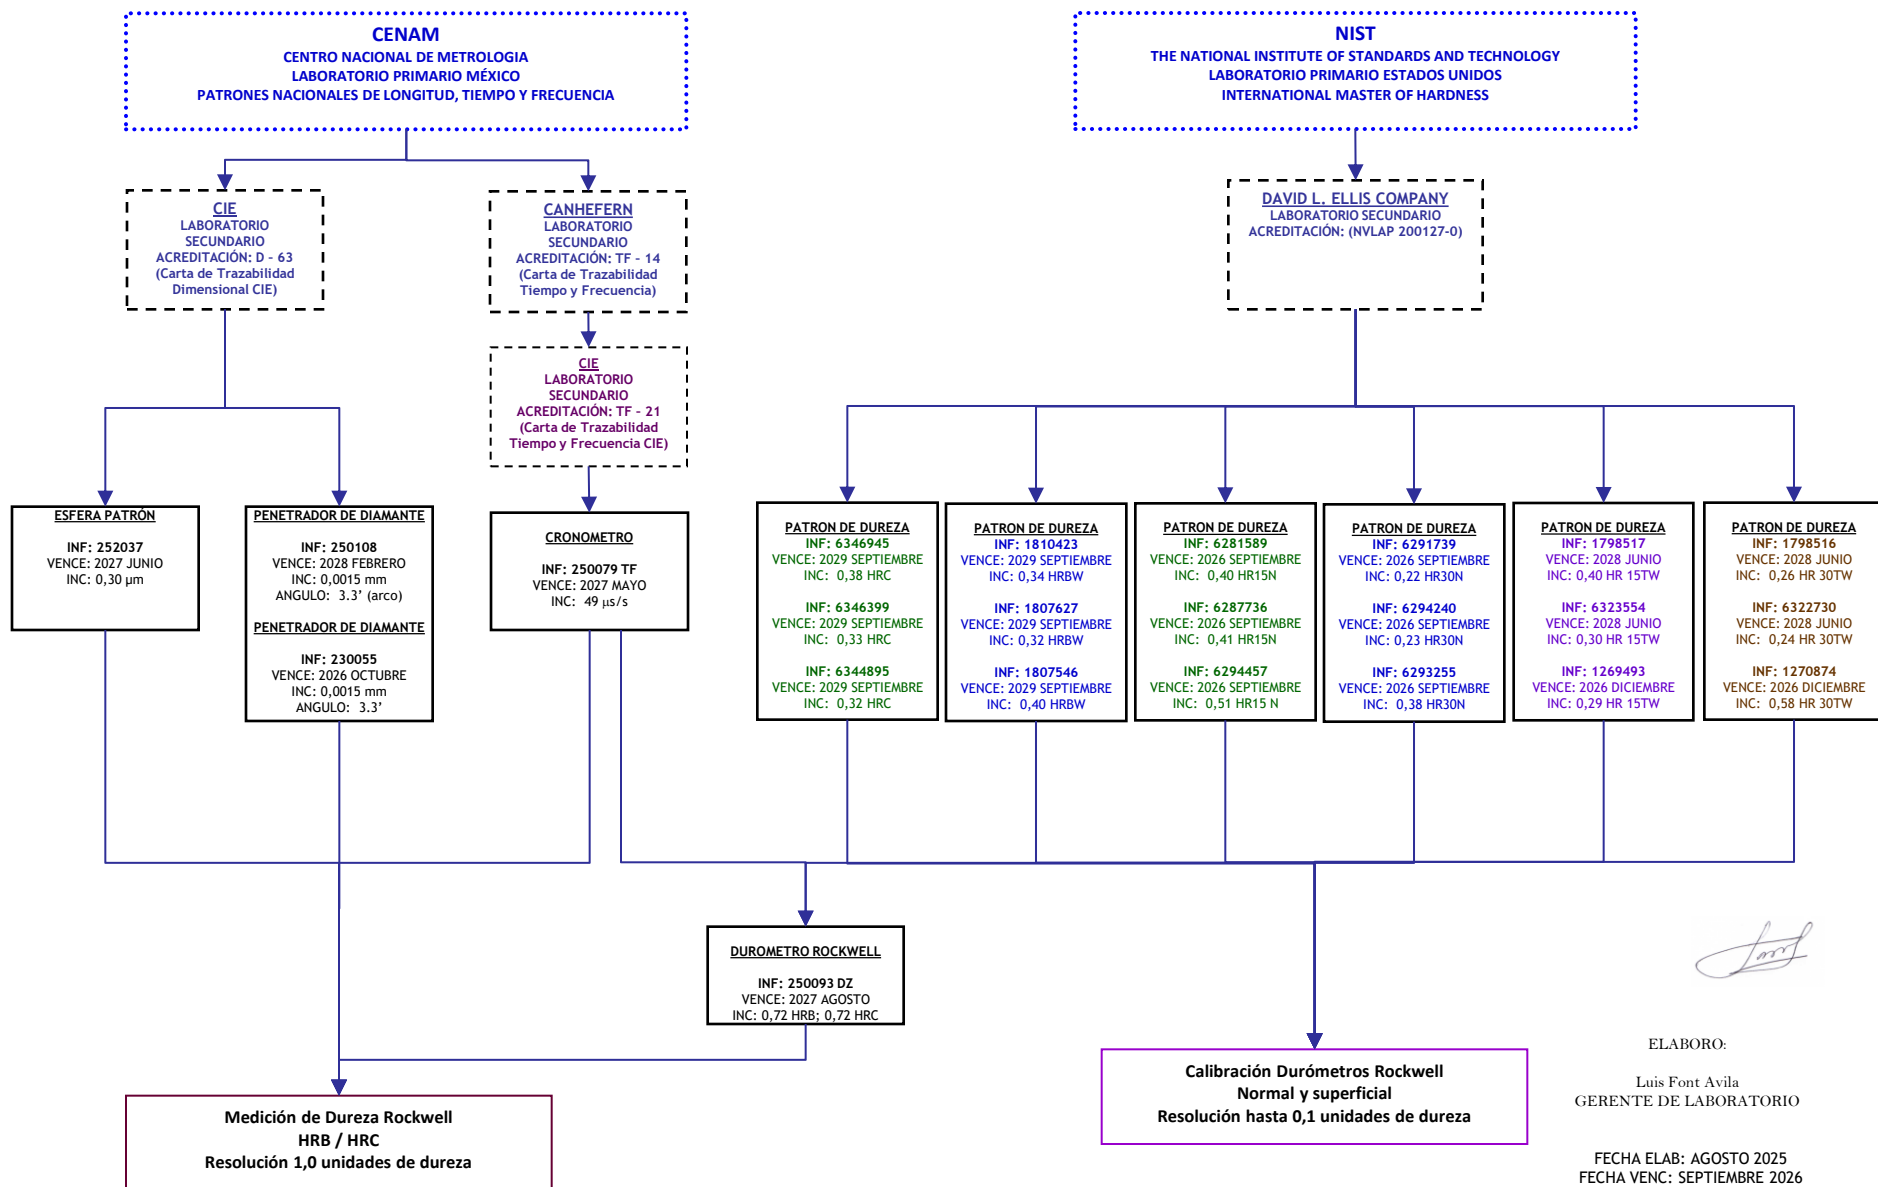 CENAM
CENTRO NACIONAL DE METROLOGIA
LABORATORIO PRIMARIO MÉXICO
PATRONES NACIONALES DE LONGITUD, TIEMPO Y FRECUENCIA
NIST
THE NATIONAL INSTITUTE OF STANDARDS AND TECHNOLOGY
LABORATORIO PRIMARIO ESTADOS UNIDOS
INTERNATIONAL MASTER OF HARDNESS
CIE
LABORATORIO
SECUNDARIO
ACREDITACIÓN: D - 63
(Carta de Trazabilidad
Dimensional CIE)
CANHEFERN
LABORATORIO
SECUNDARIO
ACREDITACIÓN: TF - 14
(Carta de Trazabilidad
Tiempo y Frecuencia)
DAVID L. ELLIS COMPANY
LABORATORIO SECUNDARIO
ACREDITACIÓN: (NVLAP 200127-0)
CIE
LABORATORIO
SECUNDARIO
ACREDITACIÓN: TF - 21
(Carta de Trazabilidad
Tiempo y Frecuencia CIE)
ESFERA PATRÓN
INF: 252037
VENCE: 2027 JUNIO
INC: 0,30 µm
PENETRADOR DE DIAMANTE
INF: 250108
VENCE: 2028 FEBRERO
INC: 0,0015 mm
ANGULO: 3.3’ (arco)
PENETRADOR DE DIAMANTE
INF: 230055
VENCE: 2026 OCTUBRE
INC: 0,0015 mm
ANGULO: 3.3’
CRONOMETRO
INF: 250079 TF
VENCE: 2027 MAYO
INC: 49 µs/s
PATRON DE DUREZA
INF: 6346945
VENCE: 2029 SEPTIEMBRE
INC: 0,38 HRC
INF: 6346399
VENCE: 2029 SEPTIEMBRE
INC: 0,33 HRC
INF: 6344895
VENCE: 2029 SEPTIEMBRE
INC: 0,32 HRC
PATRON DE DUREZA
INF: 1810423
VENCE: 2029 SEPTIEMBRE
INC: 0,34 HRBW
INF: 1807627
VENCE: 2029 SEPTIEMBRE
INC: 0,32 HRBW
INF: 1807546
VENCE: 2029 SEPTIEMBRE
INC: 0,40 HRBW
PATRON DE DUREZA
INF: 6281589
VENCE: 2026 SEPTIEMBRE
INC: 0,40 HR15N
INF: 6287736
VENCE: 2026 SEPTIEMBRE
INC: 0,41 HR15N
INF: 6294457
VENCE: 2026 SEPTIEMBRE
INC: 0,51 HR15 N
PATRON DE DUREZA
INF: 6291739
VENCE: 2026 SEPTIEMBRE
INC: 0,22 HR30N
INF: 6294240
VENCE: 2026 SEPTIEMBRE
INC: 0,23 HR30N
INF: 6293255
VENCE: 2026 SEPTIEMBRE
INC: 0,38 HR30N
PATRON DE DUREZA
INF: 1798517
VENCE: 2028 JUNIO
INC: 0,40 HR 15TW
INF: 6323554
VENCE: 2028 JUNIO
INC: 0,30 HR 15TW
INF: 1269493
VENCE: 2026 DICIEMBRE
INC: 0,29 HR 15TW
PATRON DE DUREZA
INF: 1798516
VENCE: 2028 JUNIO
INC: 0,26 HR 30TW
INF: 6322730
VENCE: 2028 JUNIO
INC: 0,24 HR 30TW
INF: 1270874
VENCE: 2026 DICIEMBRE
INC: 0,58 HR 30TW
DUROMETRO ROCKWELL
INF: 250093 DZ
VENCE: 2027 AGOSTO
INC: 0,72 HRB; 0,72 HRC
Medición de Dureza Rockwell
HRB / HRC
Resolución 1,0 unidades de dureza
Calibración Durómetros Rockwell
Normal y superficial
Resolución hasta 0,1 unidades de dureza
ELABORO:
Luis Font Avila
GERENTE DE LABORATORIO
FECHA ELAB: AGOSTO 2025
FECHA VENC: SEPTIEMBRE 2026